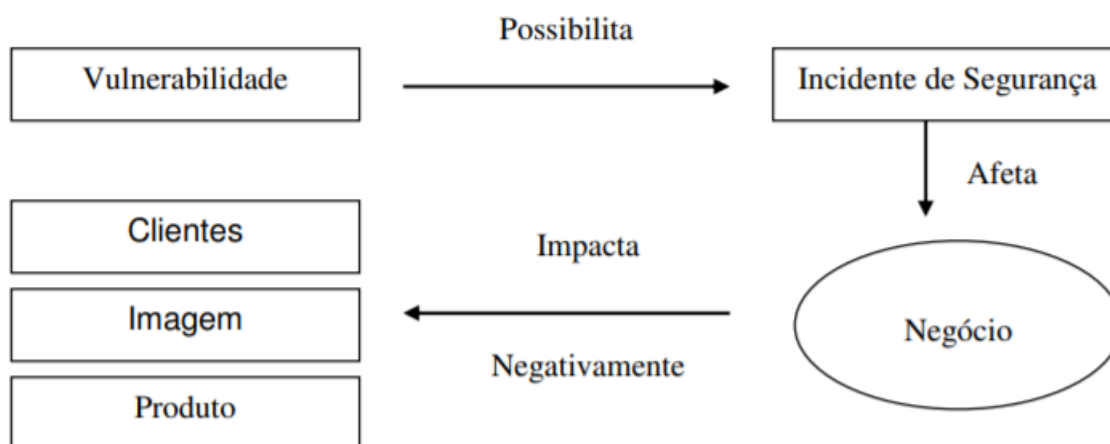 Possibilita
Vulnerabilidade
Incidente de Segurança
Afeta
Clientes
Impacta
Imagem
Negócio
Negativamente
Produto